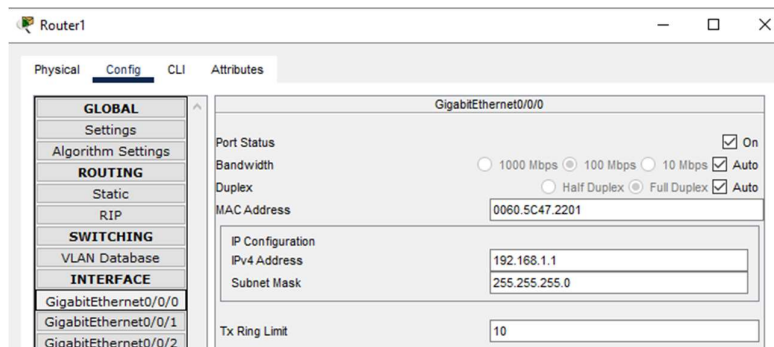 Router1
Physical Config CLI Attributes
GLOBAL
Settings
Algorithm Settings
ROUTING
Static
RIP
SWITCHING
VLAN Database
INTERFACE
GigabitEthernet0/0/0
GigabitEthernet0/0/1
GigabitEthernet0/0/2
GigabitEthernet0/0/0
Port Status On
Bandwidth 1000 Mbps 100 Mbps 10 Mbps Auto
Duplex Half Duplex Full Duplex Auto
MAC Address 0060.5C47.2201
IP Configuration
IPv4 Address 192.168.1.1
Subnet Mask 255.255.255.0
Tx Ring Limit 10